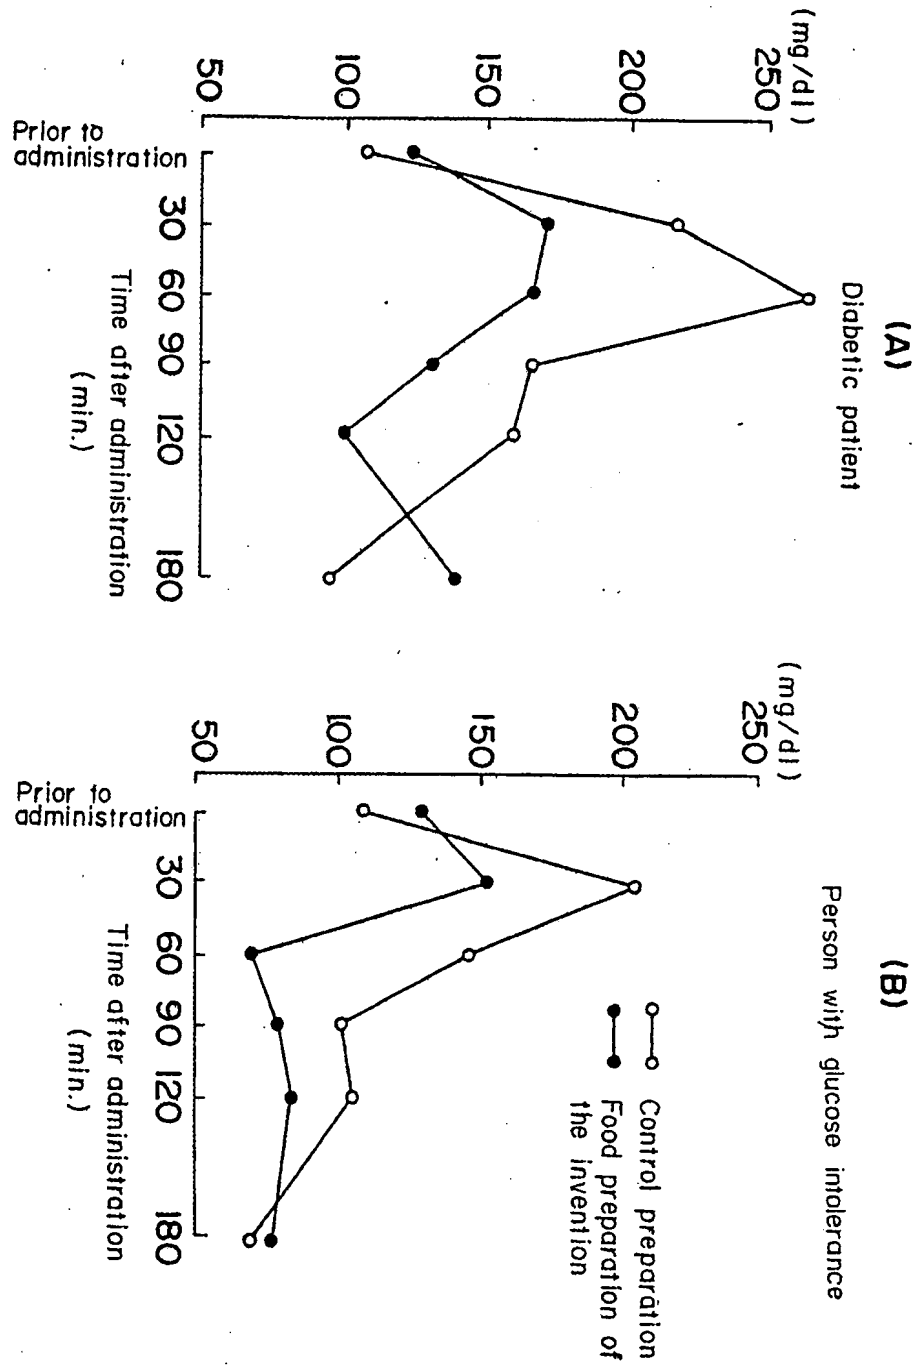 (A)
Diabetic patient
(mg/dl)
250
200
150
100
50
Prior to
administration
30
60
90
120
180
Time after administration
(min.)
(B)
Person with glucose intolerance
(mg/dl)
250
200
150
100
50
Control preparation
Food preparation of
the invention
Prior to
administration
30
60
90
120
180
Time after administration
(min.)